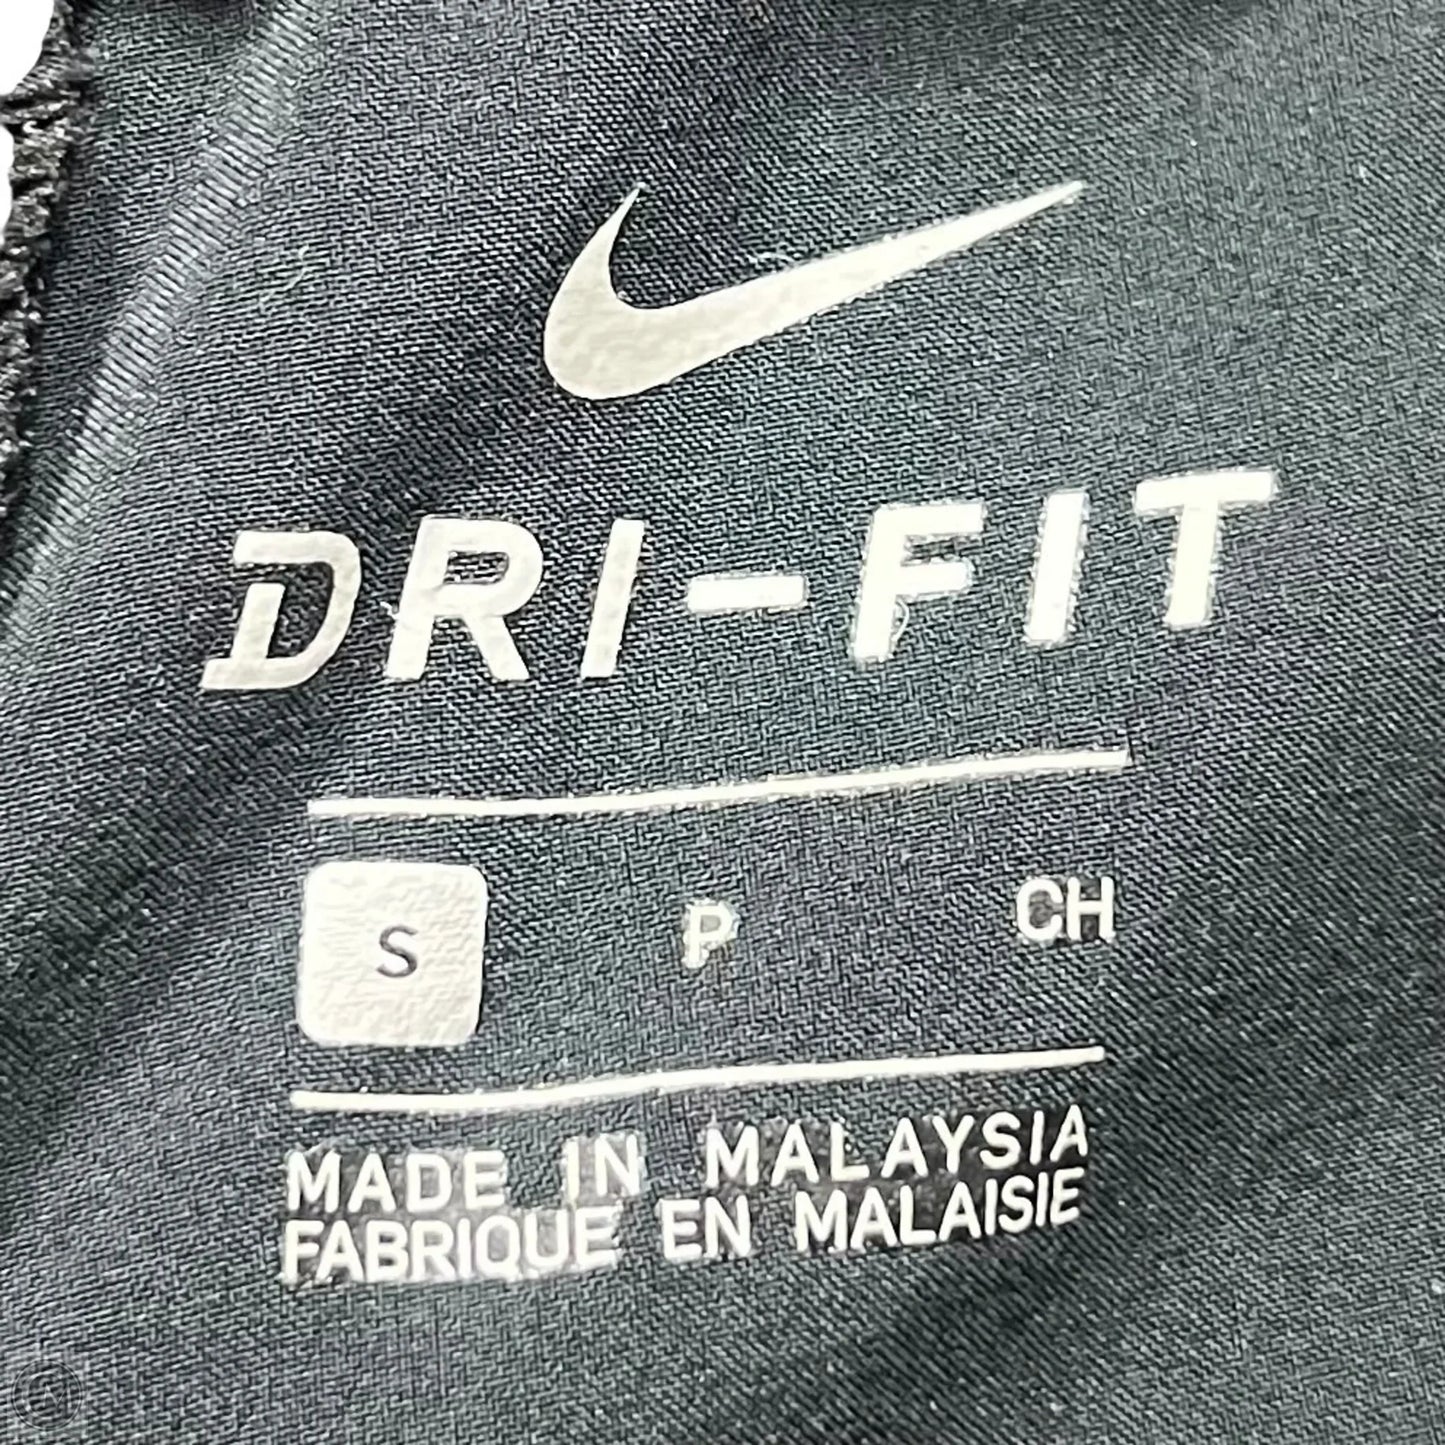 DRI-FIT
S P CH
MADE IN MALAYSIA
FABRIQUE EN MALAISIE